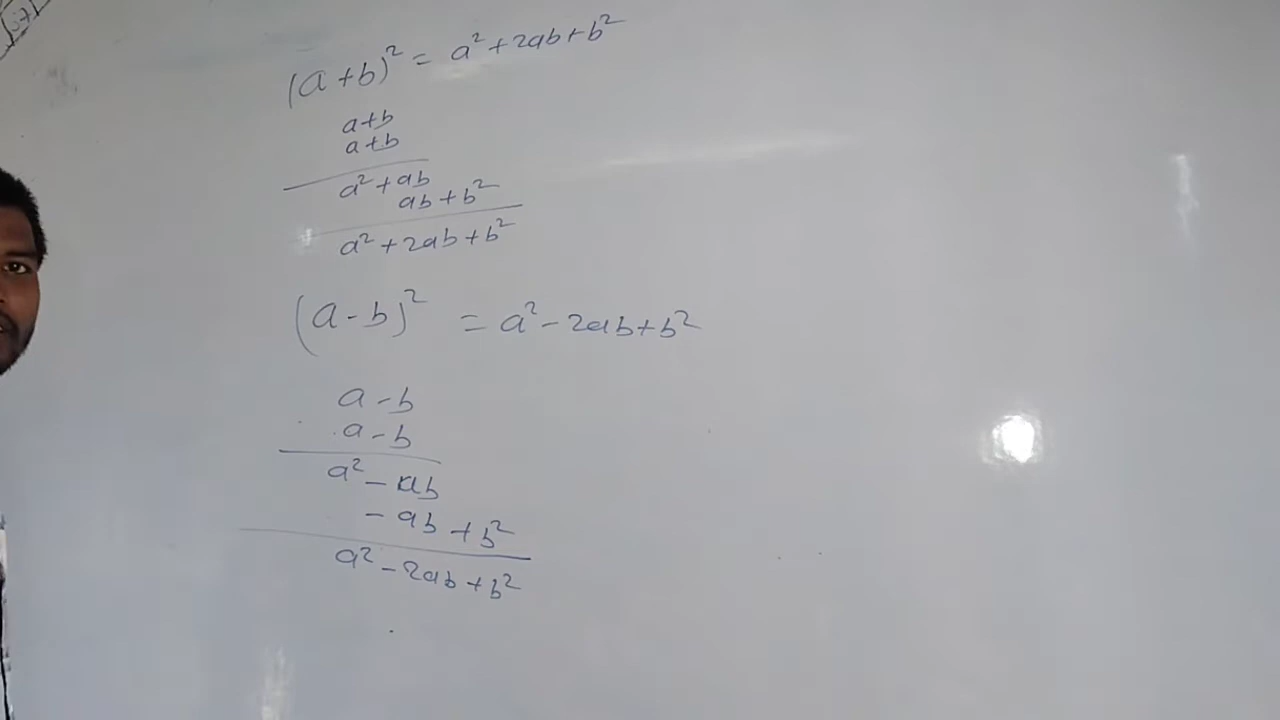 (a+b)² = a²+2ab+b²
a+b
a+b
a²+ab
ab+b²
a²+2ab+b²
(a-b)² = a²-2ab+b²
a-b
a-b
a²-ab
-ab+b²
a²-2ab+b²